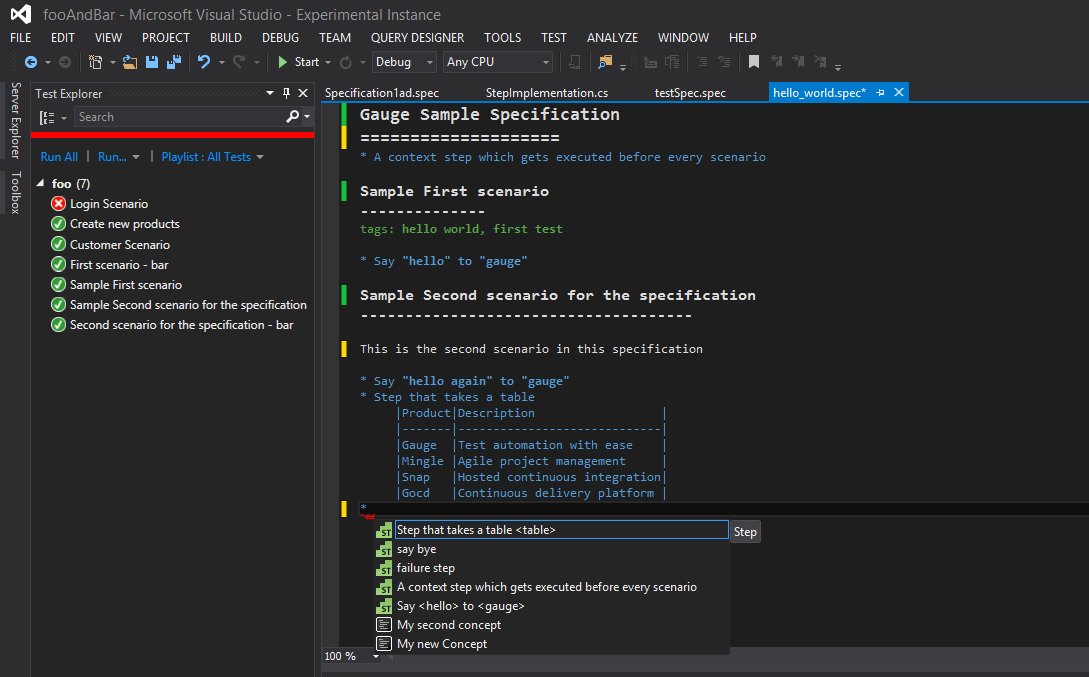 fooAndBar - Microsoft Visual Studio - Experimental Instance
FILE EDIT VIEW PROJECT BUILD DEBUG TEAM QUERY DESIGNER TOOLS TEST ANALYZE WINDOW HELP
Start Debug Any CPU
Server Explorer
Toolbox
Test Explorer
Search
Run All | Run... | Playlist : All Tests
foo (7)
Login Scenario
Create new products
Customer Scenario
First scenario - bar
Sample First scenario
Sample Second scenario for the specification
Second scenario for the specification - bar
Specification1ad.spec StepImplementation.cs testSpec.spec hello_world.spec*
Gauge Sample Specification
=====================
* A context step which gets executed before every scenario
Sample First scenario
--------------
tags: hello world, first test
* Say "hello" to "gauge"
Sample Second scenario for the specification
-------------------------------------
This is the second scenario in this specification
* Say "hello again" to "gauge"
* Step that takes a table
|Product|Description |
|-------|-----------------------------|
|Gauge |Test automation with ease |
|Mingle |Agile project management |
|Snap |Hosted continuous integration|
|Gocd |Continuous delivery platform |
*
ST Step that takes a table <table> Step
ST say bye
ST failure step
ST A context step which gets executed before every scenario
ST Say <hello> to <gauge>
My second concept
My new Concept
100 %